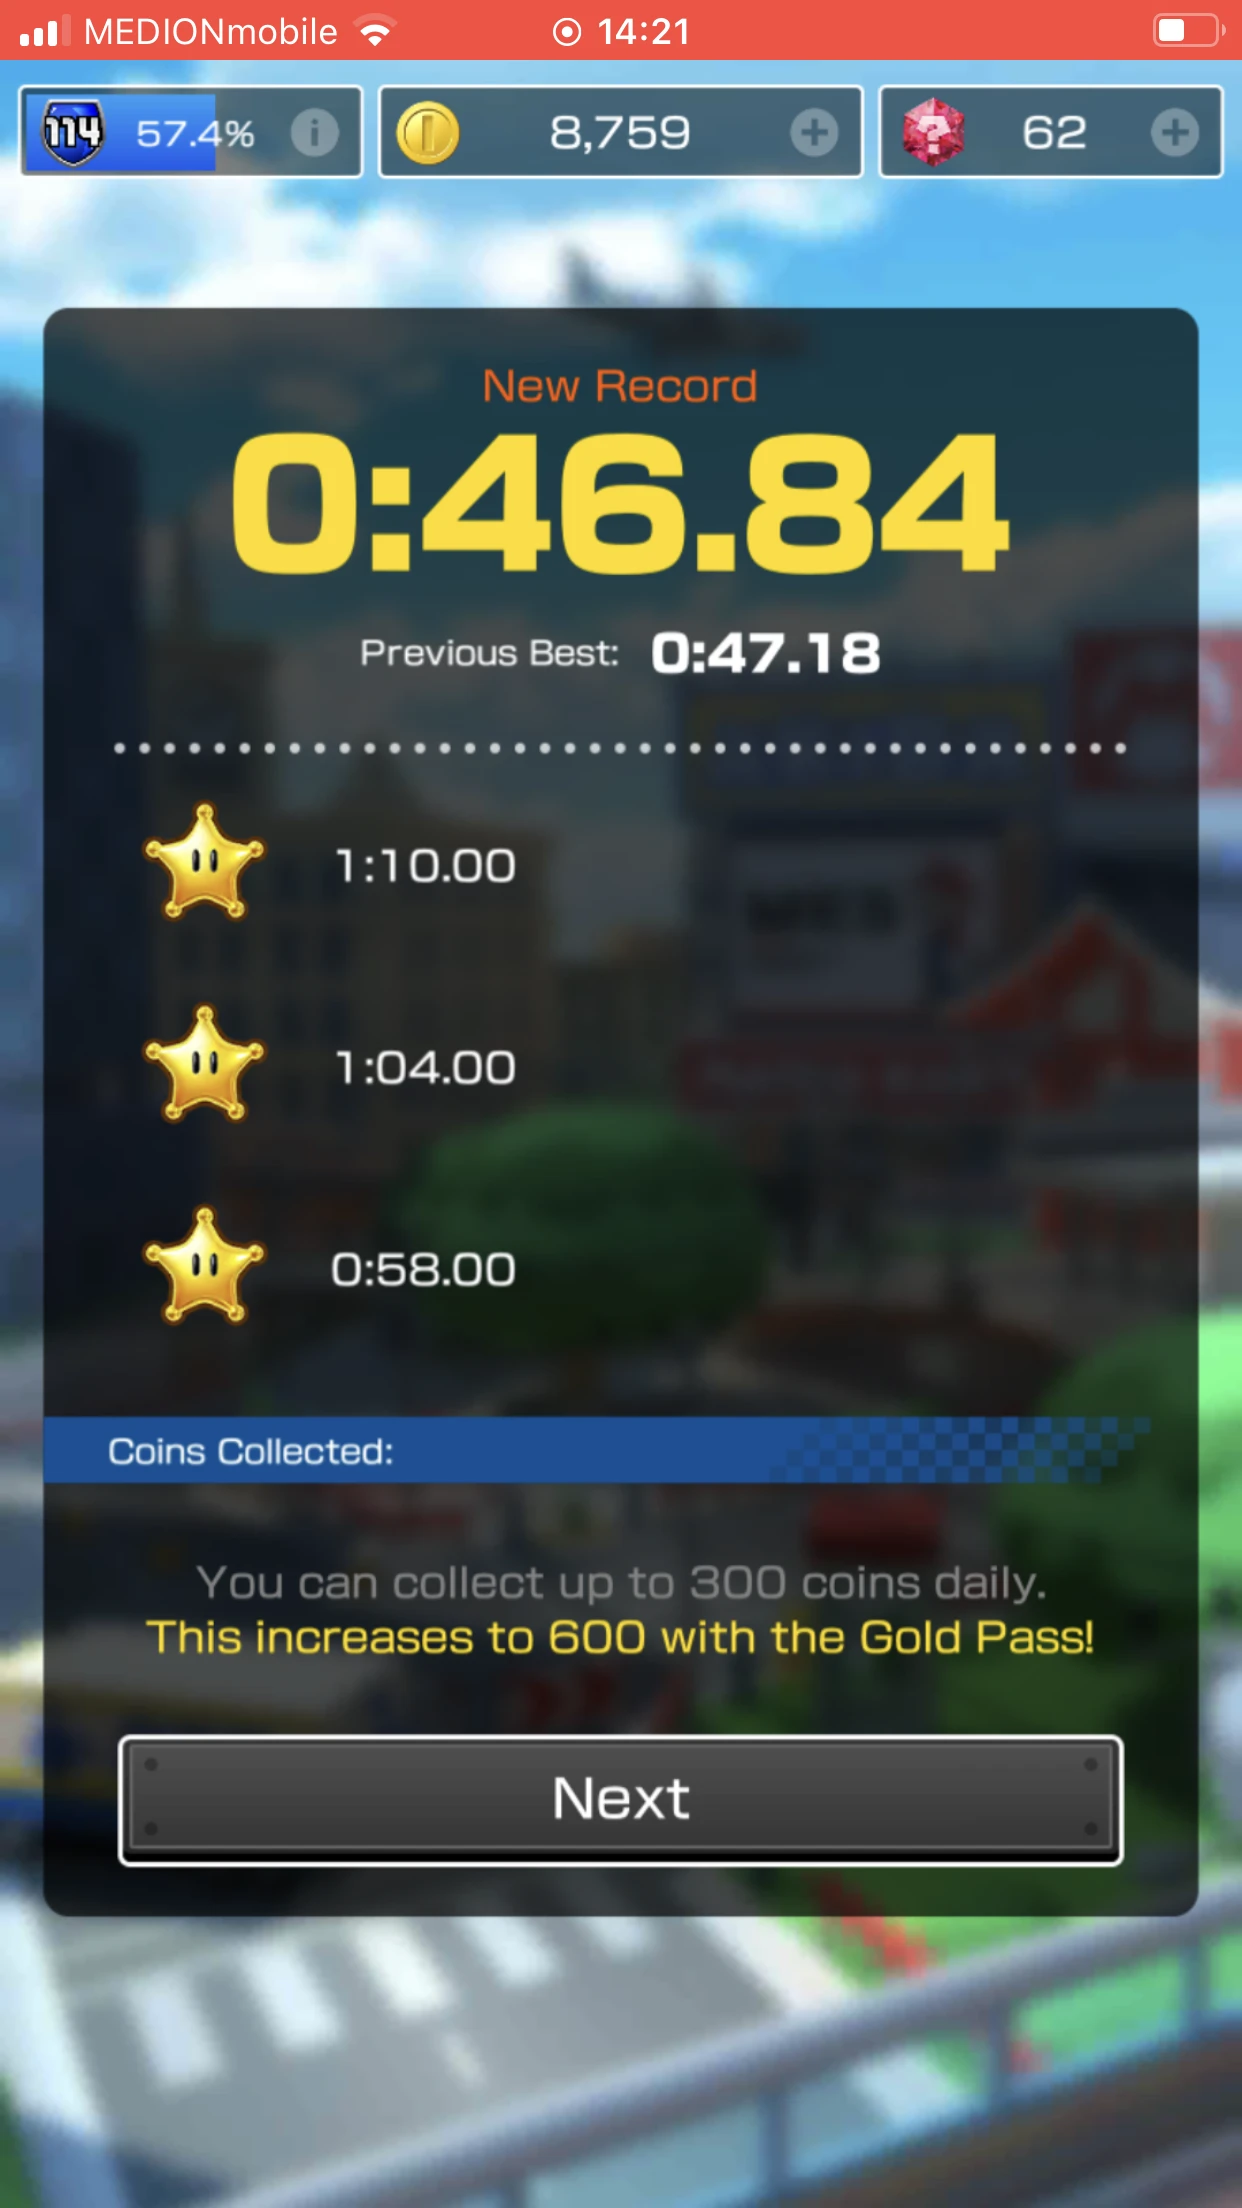 MEDIONmobile 14:21
114 57.4% i 8,759 + ? 62 +
New Record
0:46.84
Previous Best: 0:47.18
1:10.00
1:04.00
0:58.00
Coins Collected:
You can collect up to 300 coins daily.
This increases to 600 with the Gold Pass!
Next